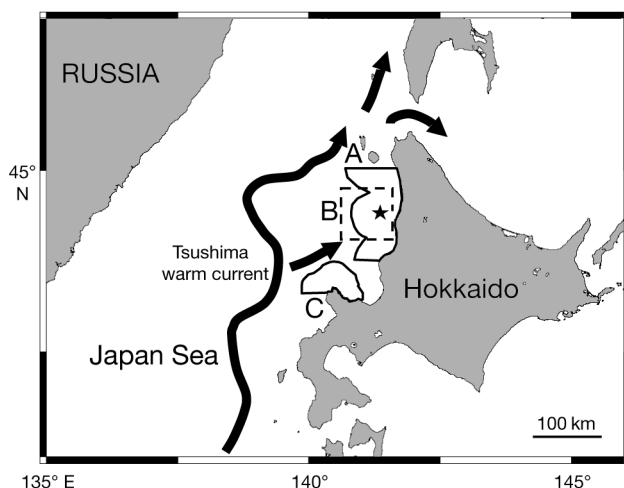 RUSSIA
45°
N
A
B
Tsushima
warm current
C
Hokkaido
Japan Sea
100 km
135° E
140°
145°